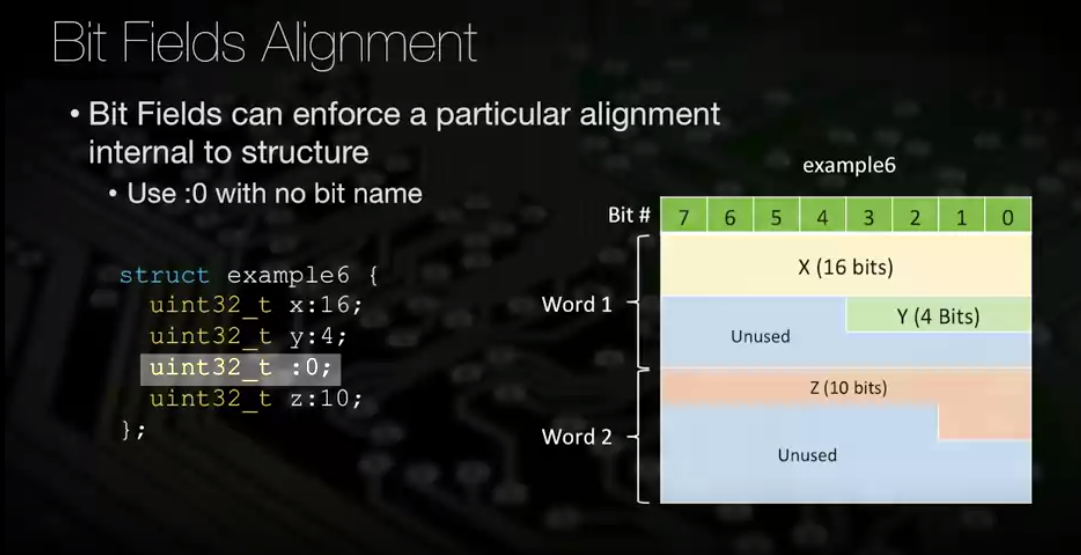 Bit Fields Alignment
• Bit Fields can enforce a particular alignment
internal to structure
• Use :0 with no bit name
struct example6 {
uint32_t x:16;
uint32_t y:4;
uint32_t :0;
uint32_t z:10;
};
example6
Bit # 7 6 5 4 3 2 1 0
X (16 bits)
Word 1
Y (4 Bits)
Unused
Z (10 bits)
Word 2
Unused